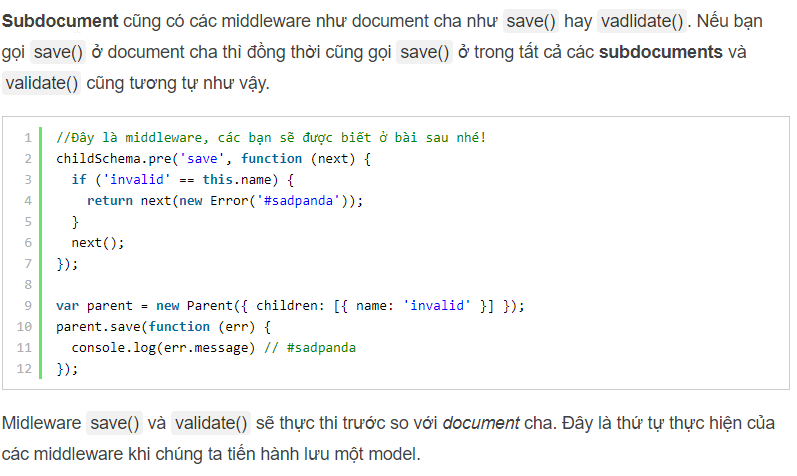 Subdocument cũng có các middleware như document cha như save() hay vadlidate(). Nếu bạn
gọi save() ở document cha thì đồng thời cũng gọi save() ở trong tất cả các subdocuments và
validate() cũng tương tự như vậy.
1 //Đây là middleware, các bạn sẽ được biết ở bài sau nhé!
2 childSchema.pre('save', function (next) {
3   if ('invalid' == this.name) {
4     return next(new Error('#sadpanda'));
5   }
6   next();
7 });
8
9 var parent = new Parent({ children: [{ name: 'invalid' }] });
10 parent.save(function (err) {
11   console.log(err.message) // #sadpanda
12 });
Midleware save() và validate() sẽ thực thi trước so với document cha. Đây là thứ tự thực hiện của
các middleware khi chúng ta tiến hành lưu một model.